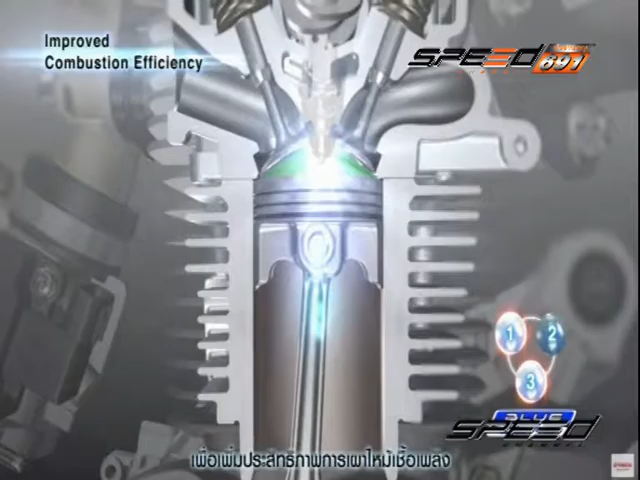 Improved
Combustion Efficiency
SPEED
691
1
2
3
BLUE
SPEED
CHANNEL
เพื่อเพิ่มประสิทธิภาพการเผาไหม้เชื้อเพลิง